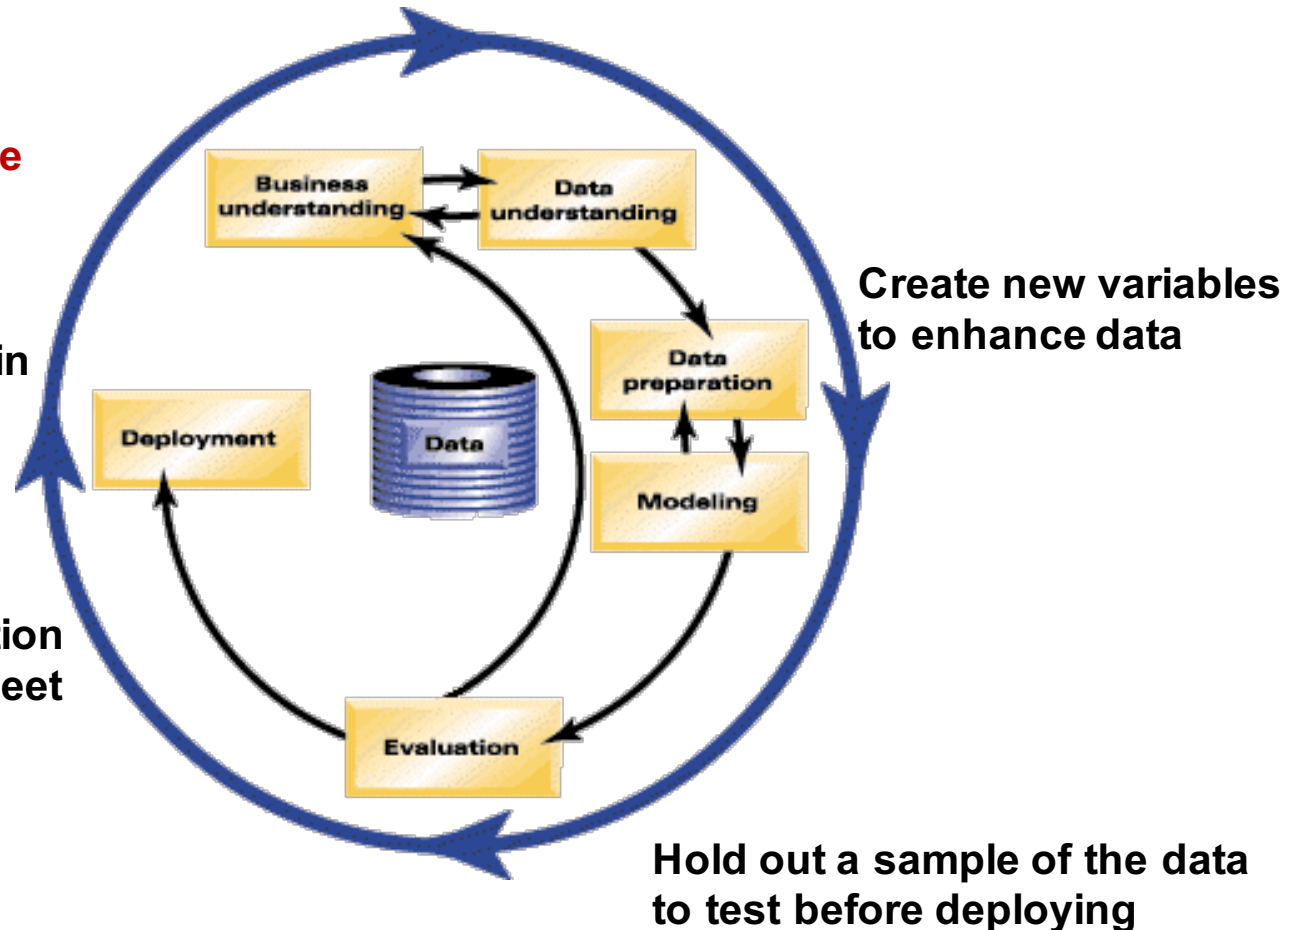 e
Business
understanding
Data
understanding
Create new variables
to enhance data
in
Data
preparation
Deployment
Data
Modeling
tion
eet
Evaluation
Hold out a sample of the data
to test before deploying